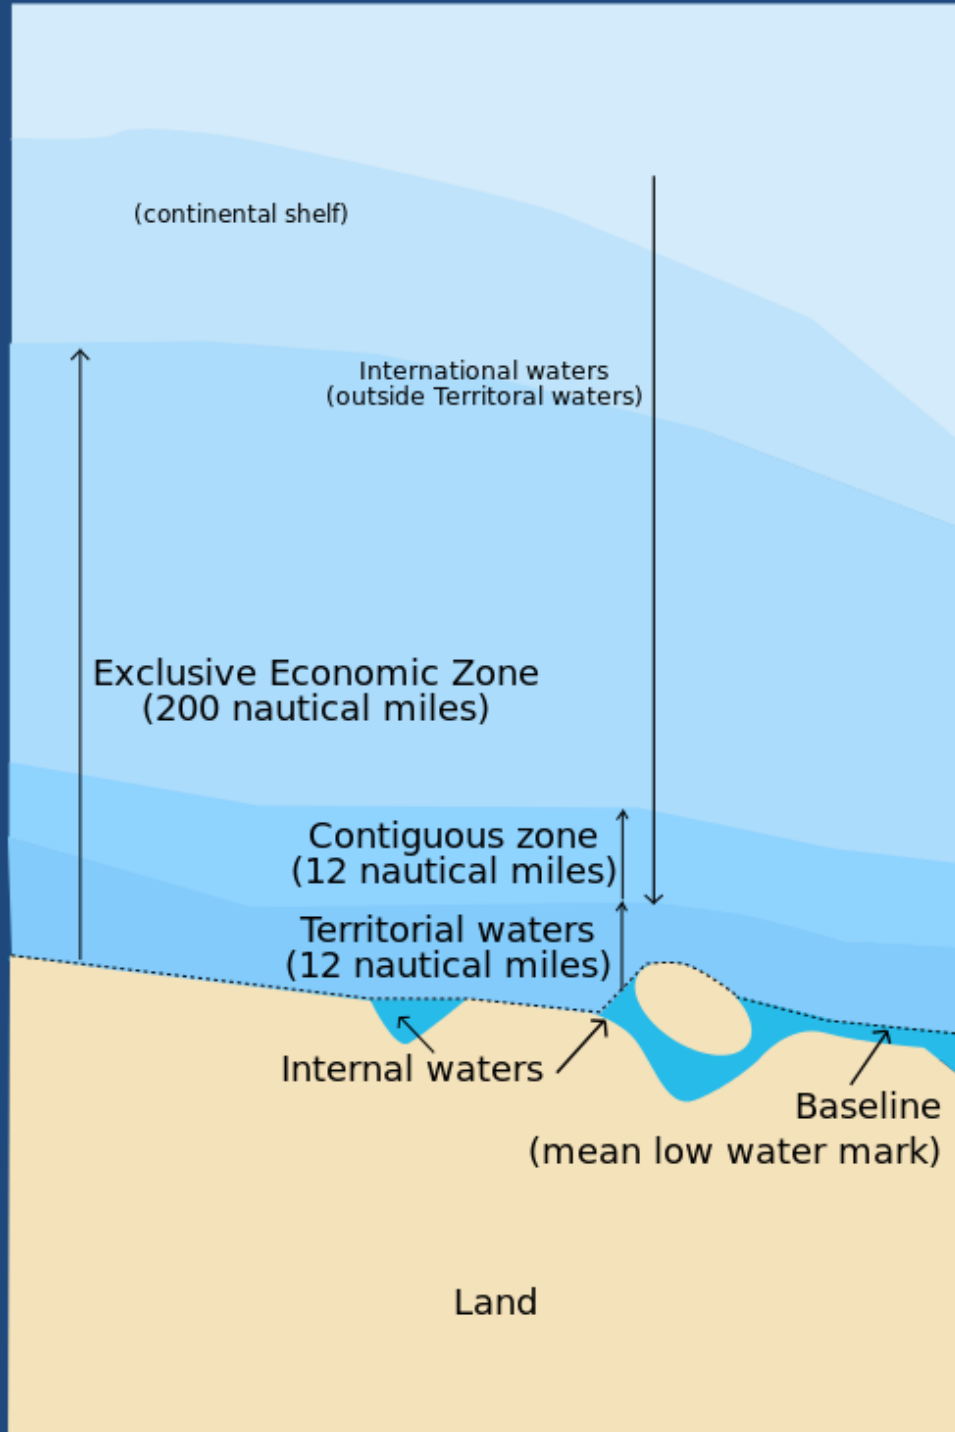 (continental shelf)
International waters
(outside Territoral waters)
Exclusive Economic Zone
(200 nautical miles)
Contiguous zone
(12 nautical miles)
Territorial waters
(12 nautical miles)
Internal waters
Baseline
(mean low water mark)
Land